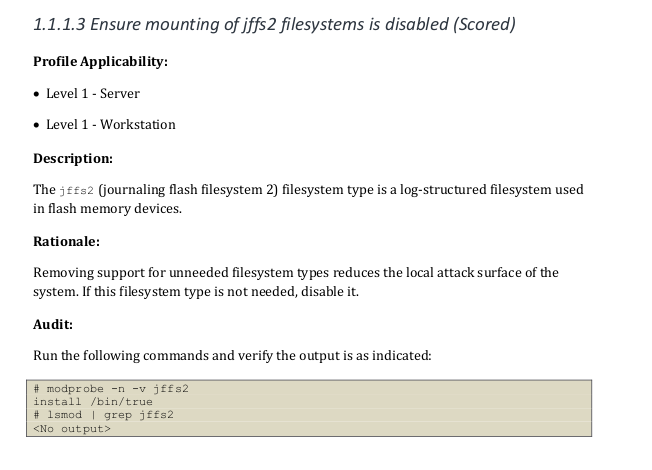 1.1.1.3 Ensure mounting of jffs2 filesystems is disabled (Scored)
Profile Applicability:
• Level 1 - Server
• Level 1 - Workstation
Description:
The jffs2 (journaling flash filesystem 2) filesystem type is a log-structured filesystem used
in flash memory devices.
Rationale:
Removing support for unneeded filesystem types reduces the local attack surface of the
system. If this filesystem type is not needed, disable it.
Audit:
Run the following commands and verify the output is as indicated:
# modprobe -n -v jffs2
install /bin/true
# lsmod | grep jffs2
<No output>